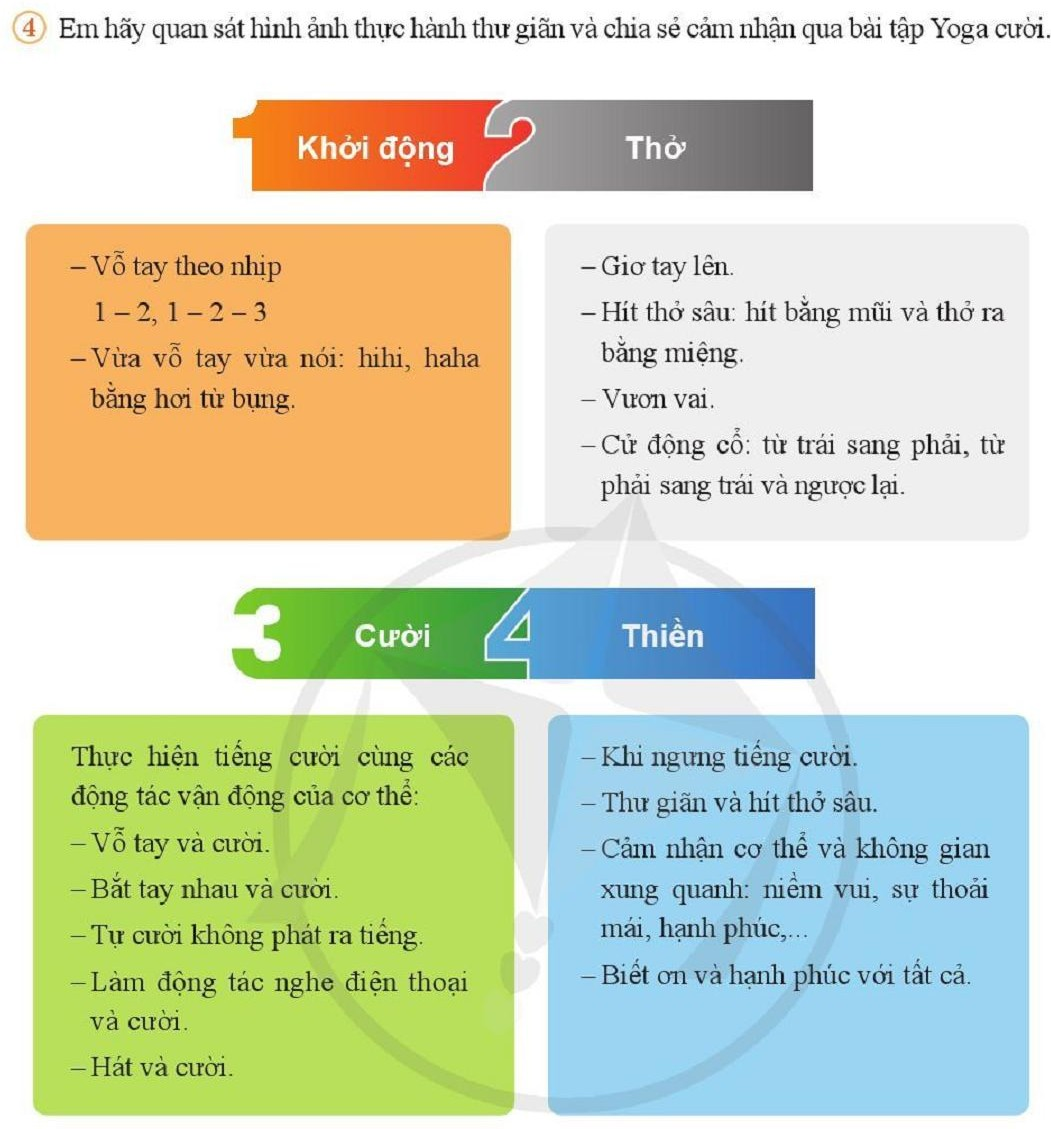 4 Em hãy quan sát hình ảnh thực hành thư giãn và chia sẻ cảm nhận qua bài tập Yoga cười.
1 Khởi động
2 Thở
– Vỗ tay theo nhịp
1 – 2, 1 – 2 – 3
– Vừa vỗ tay vừa nói: hihi, haha
bằng hơi từ bụng.
– Giơ tay lên.
– Hít thở sâu: hít bằng mũi và thở ra
bằng miệng.
– Vươn vai.
– Cử động cổ: từ trái sang phải, từ
phải sang trái và ngược lại.
3 Cười
4 Thiền
Thực hiện tiếng cười cùng các
động tác vận động của cơ thể:
– Vỗ tay và cười.
– Bắt tay nhau và cười.
– Tự cười không phát ra tiếng.
– Làm động tác nghe điện thoại
và cười.
– Hát và cười.
– Khi ngưng tiếng cười.
– Thư giãn và hít thở sâu.
– Cảm nhận cơ thể và không gian
xung quanh: niềm vui, sự thoải
mái, hạnh phúc,...
– Biết ơn và hạnh phúc với tất cả.